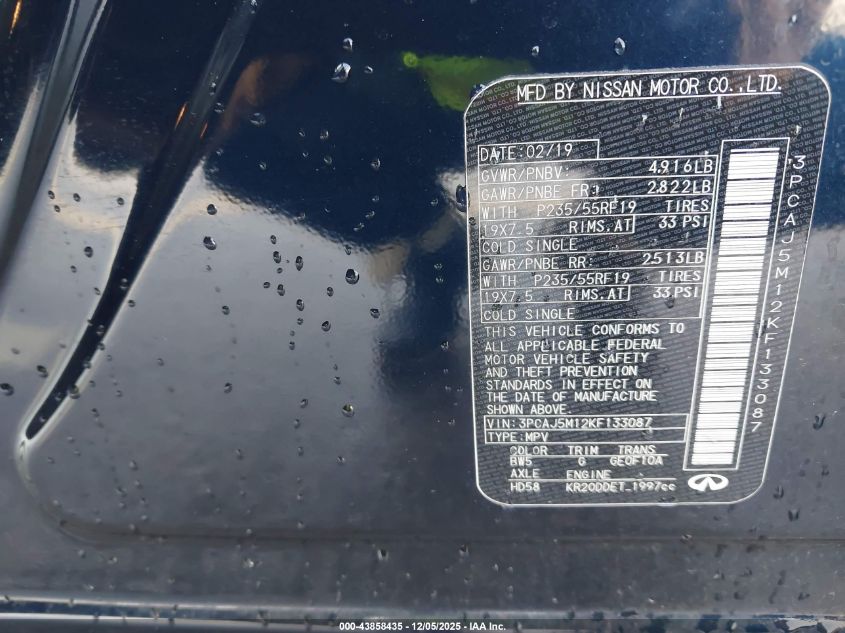 MFD BY NISSAN MOTOR CO.,LTD.
DATE: 02/19
GVWR/PNBV: 4916LB
GAWR/PNBE FR: 2822LB
WITH P235/55RF19 TIRES
19X7.5 RIMS.AT 33 PSI
COLD SINGLE
GAWR/PNBE RR: 2513LB
WITH P235/55RF19 TIRES
19X7.5 RIMS.AT 33 PSI
COLD SINGLE
THIS VEHICLE CONFORMS TO
ALL APPLICABLE FEDERAL
MOTOR VEHICLE SAFETY
AND THEFT PREVENTION
STANDARDS IN EFFECT ON
THE DATE OF MANUFACTURE
SHOWN ABOVE.
VIN: 3PCAJ5M12KF133087
TYPE: MPV
COLOR TRIM TRANS
BW5 G GE0F10A
AXLE ENGINE
HD58 KR20DDET 1997cc
3PCAJ5M12KF133087
000-43858435 - 12/05/2025 - IAA Inc.